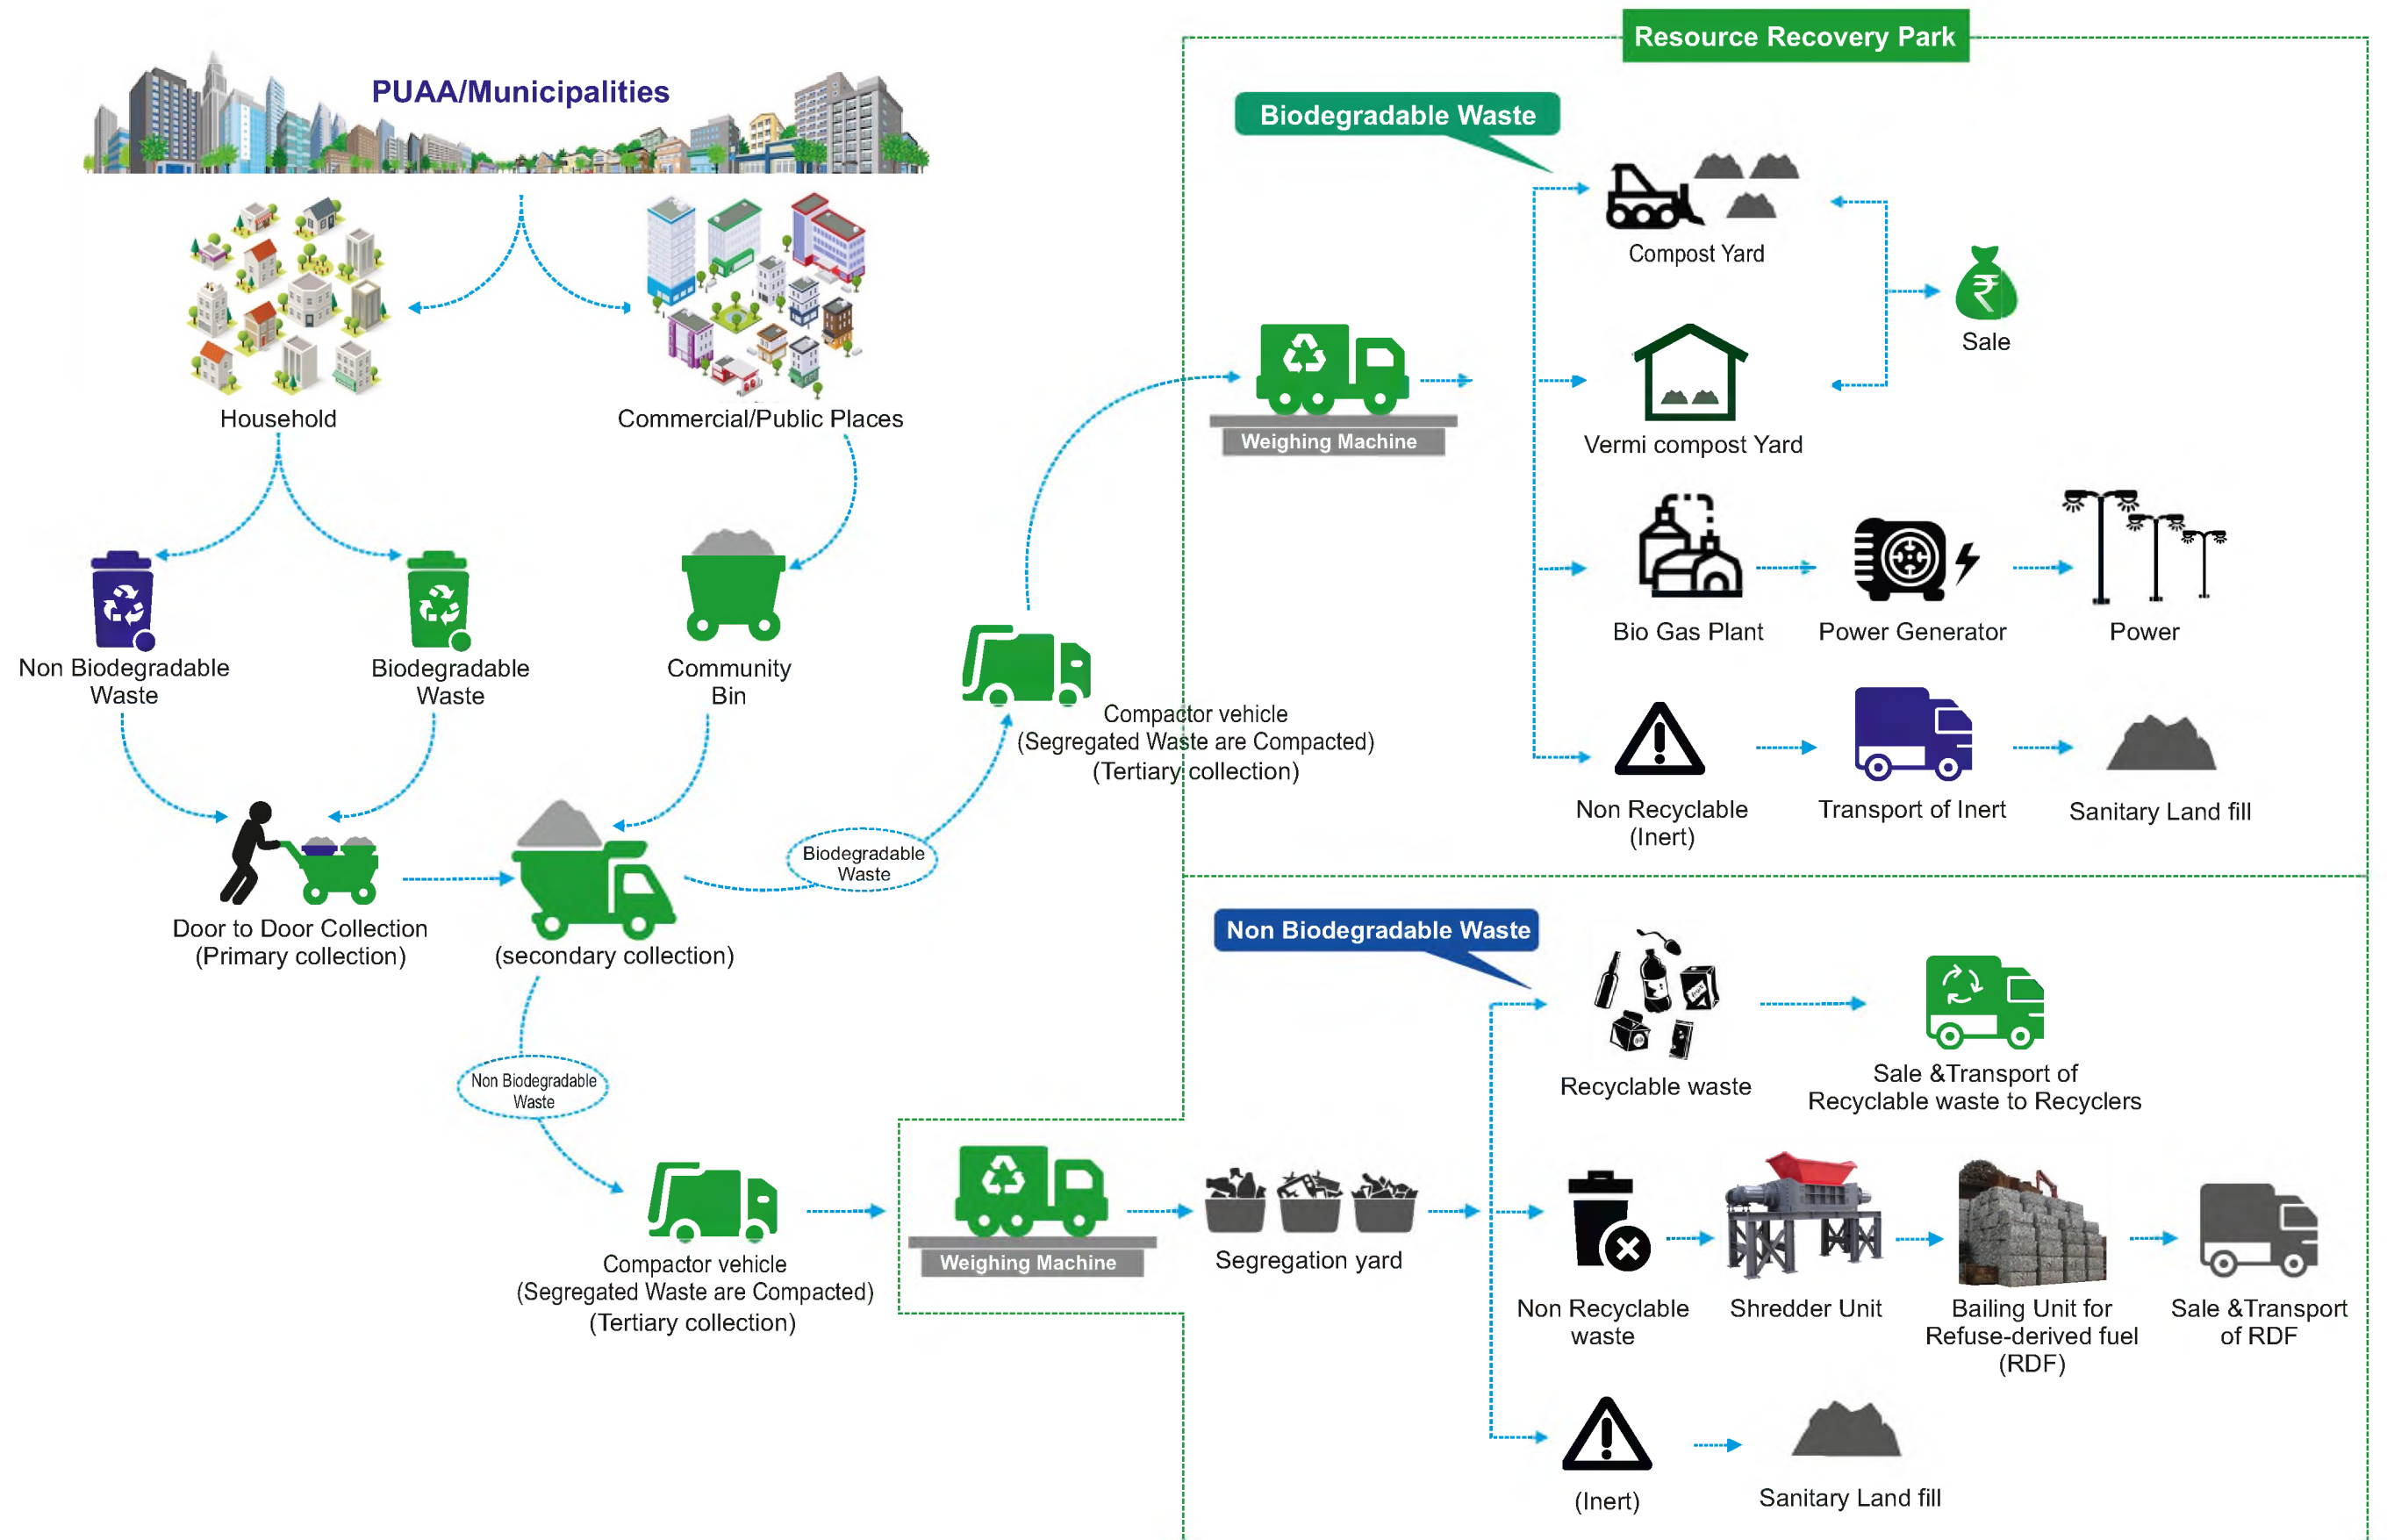 Resource Recovery Park
PUAA/Municipalities
Biodegradable Waste
Compost Yard
Sale
Household
Commercial/Public Places
Weighing Machine
Vermi compost Yard
Bio Gas Plant
Power Generator
Power
Non Biodegradable
Waste
Biodegradable
Waste
Community
Bin
Compactor vehicle
(Segregated Waste are Compacted)
(Tertiary collection)
Non Recyclable
(Inert)
Transport of Inert
Sanitary Land fill
Biodegradable
Waste
Door to Door Collection
(Primary collection)
(secondary collection)
Non Biodegradable Waste
Non Biodegradable
Waste
Recyclable waste
Sale &Transport of
Recyclable waste to Recyclers
Compactor vehicle
(Segregated Waste are Compacted)
(Tertiary collection)
Weighing Machine
Segregation yard
Non Recyclable
waste
Shredder Unit
Bailing Unit for
Refuse-derived fuel
(RDF)
Sale &Transport
of RDF
(Inert)
Sanitary Land fill